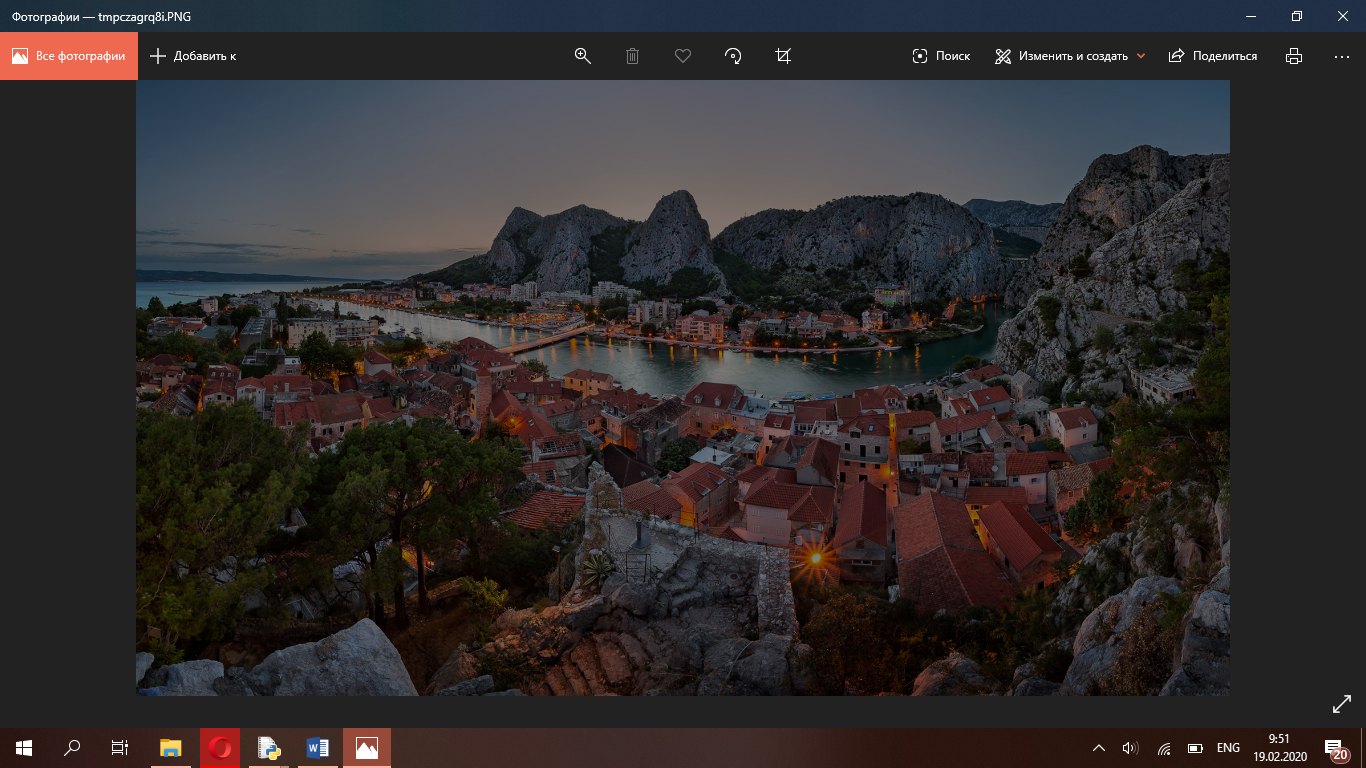 Фотографии — tmpczagrq8i.PNG
Все фотографии
Добавить к
Поиск
Изменить и создать
Поделиться
ENG
9:51
19.02.2020
20